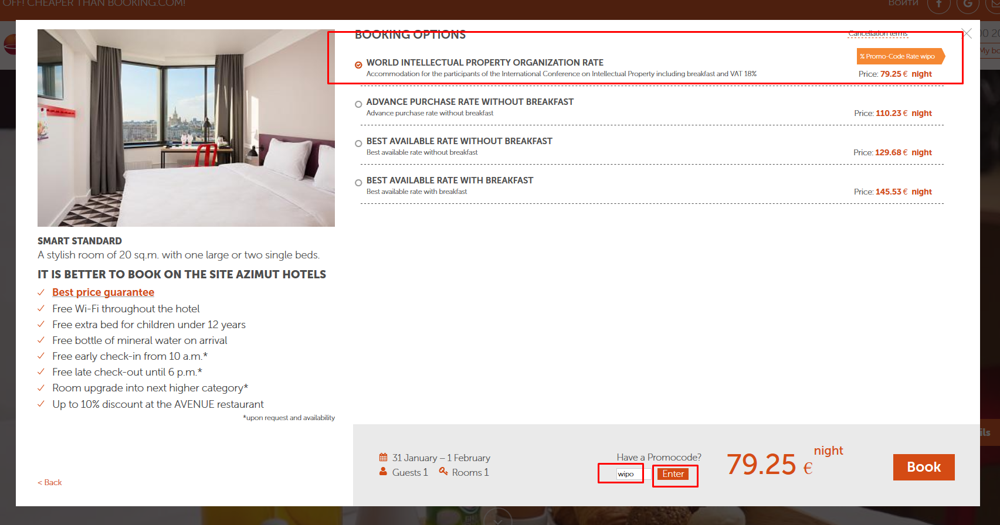 OFF! CHEAPER THAN BOOKING.COM!
Войти
BOOKING OPTIONS
Cancellation terms
% Promo-Code Rate wipo
WORLD INTELLECTUAL PROPERTY ORGANIZATION RATE
Accommodation for the participants of the International Conference on Intellectual Property including breakfast and VAT 18%
Price: 79.25 € night
ADVANCE PURCHASE RATE WITHOUT BREAKFAST
Advance purchase rate without breakfast
Price: 110.23 € night
BEST AVAILABLE RATE WITHOUT BREAKFAST
Best available rate without breakfast
Price: 129.68 € night
BEST AVAILABLE RATE WITH BREAKFAST
Best available rate with breakfast
Price: 145.53 € night
SMART STANDARD
A stylish room of 20 sq.m. with one large or two single beds.
IT IS BETTER TO BOOK ON THE SITE AZIMUT HOTELS
Best price guarantee
Free Wi-Fi throughout the hotel
Free extra bed for children under 12 years
Free bottle of mineral water on arrival
Free early check-in from 10 a.m.*
Free late check-out until 6 p.m.*
Room upgrade into next higher category*
Up to 10% discount at the AVENUE restaurant
*upon request and availability
< Back
31 January – 1 February
Guests 1 Rooms 1
Have a Promocode?
wipo Enter
79.25 € night
Book